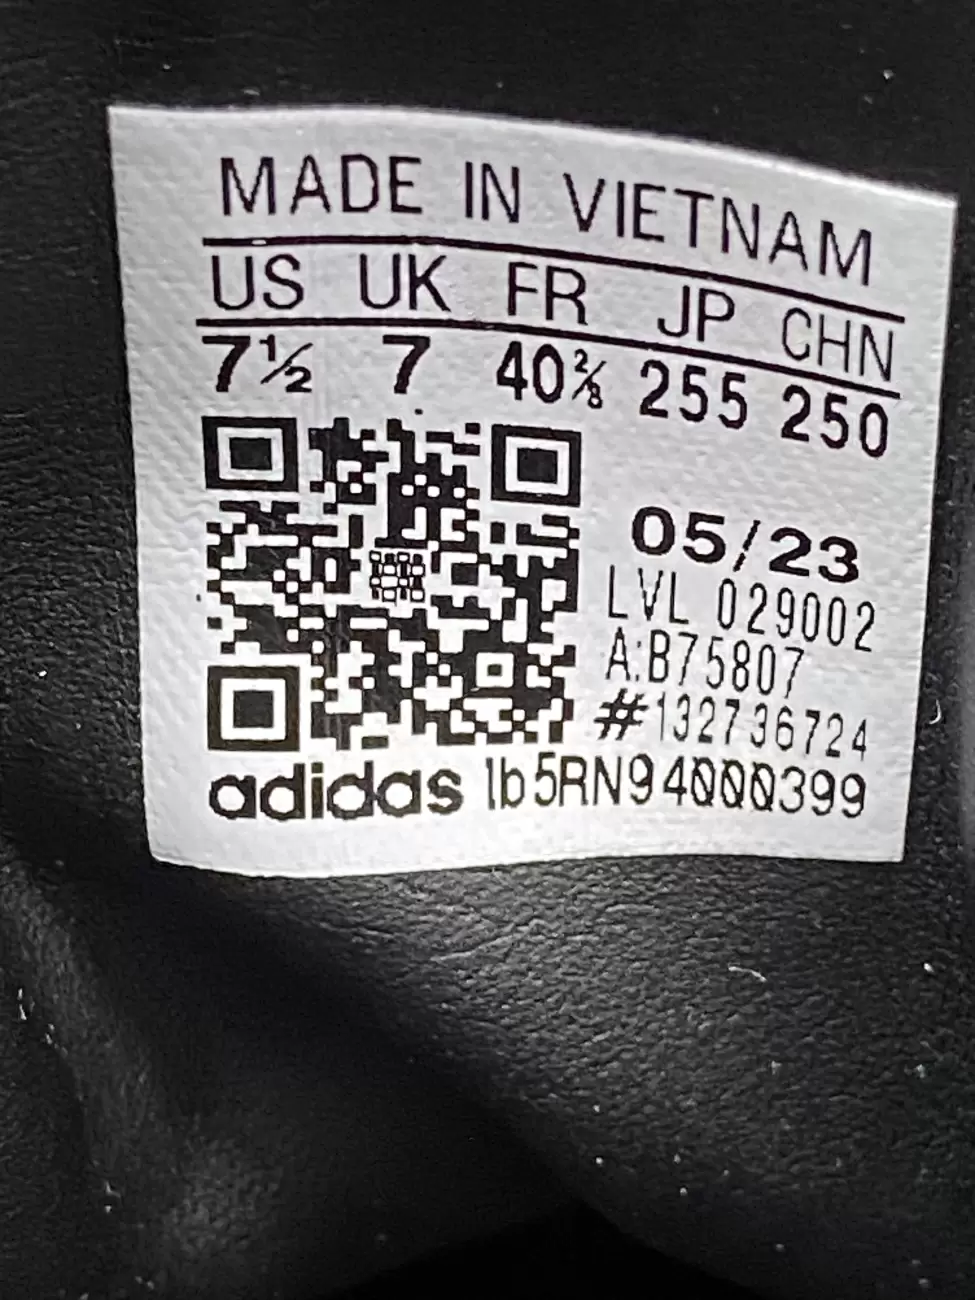 MADE IN VIETNAM
US UK FR JP CHN
7½ 7 40⅔ 255 250
05/23
LVL 029002
A:B75807
#132736724
adidas 1b5RN94000399